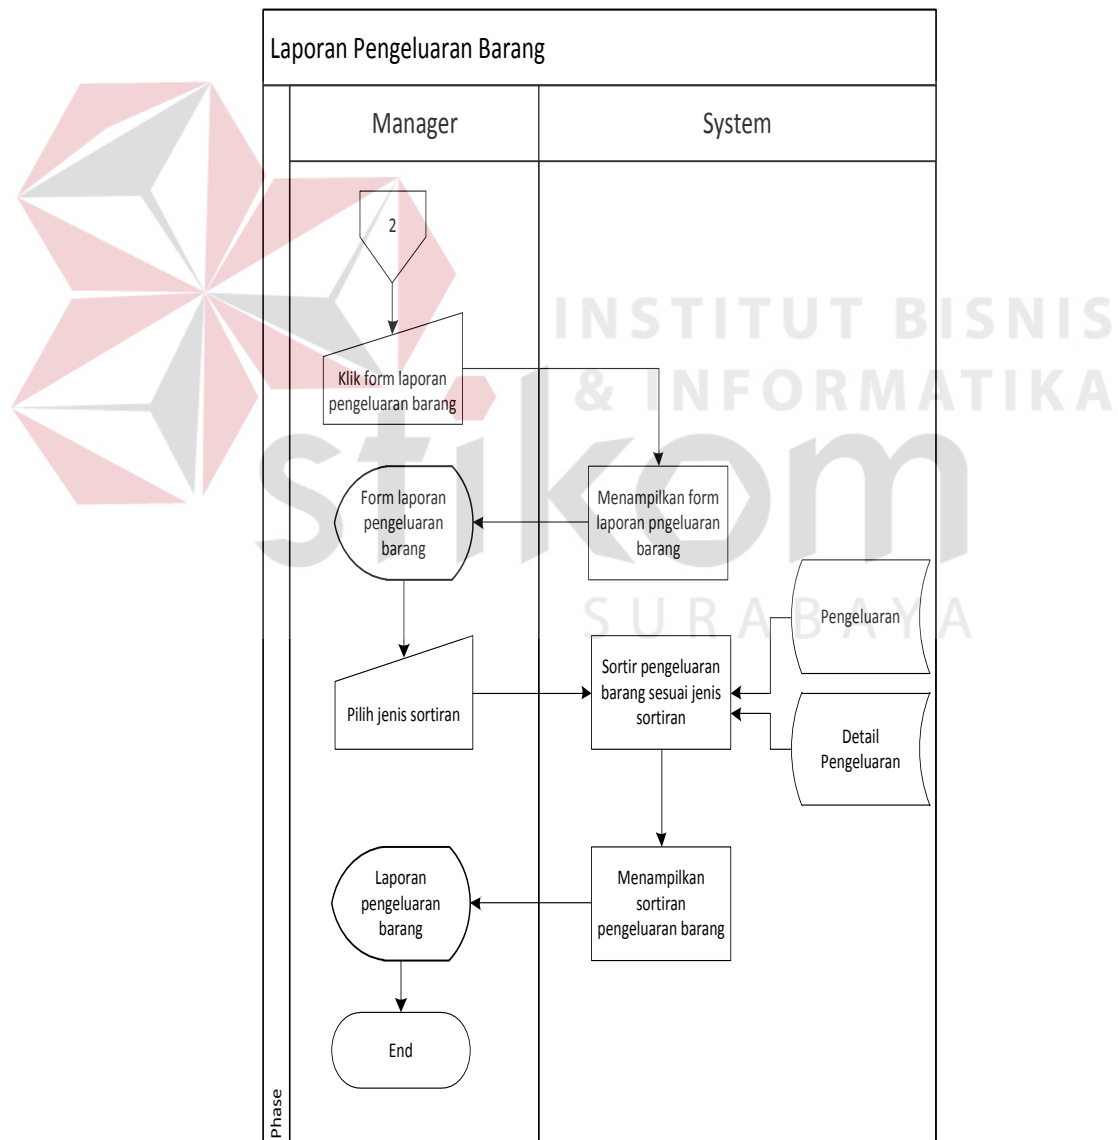 Laporan Pengeluaran Barang
Manager
System
2
Klik form laporan
pengeluaran barang
Form laporan
pengeluaran
barang
Menampilkan form
laporan pngeluaran
barang
Pengeluaran
Pilih jenis sortiran
Sortir pengeluaran
barang sesuai jenis
sortiran
Detail
Pengeluaran
Laporan
pengeluaran
barang
Menampilkan
sortiran
pengeluaran barang
End
Phase
INSTITUT BISNIS
& INFORMATIKA
stikom
SURABAYA